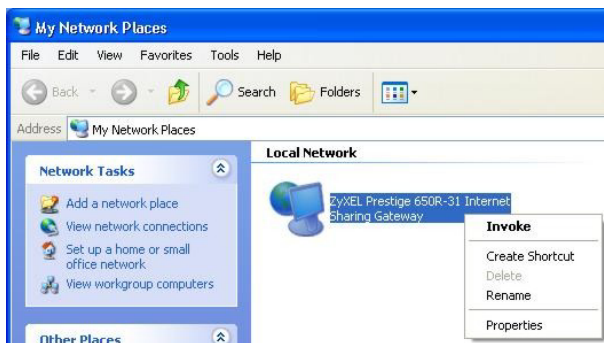 My Network Places
File Edit View Favorites Tools Help
Back Search Folders
Address My Network Places
Network Tasks
Add a network place
View network connections
Set up a home or small
office network
View workgroup computers
Other Places
Local Network
ZyXEL Prestige 650R-31 Internet
Sharing Gateway
Invoke
Create Shortcut
Delete
Rename
Properties